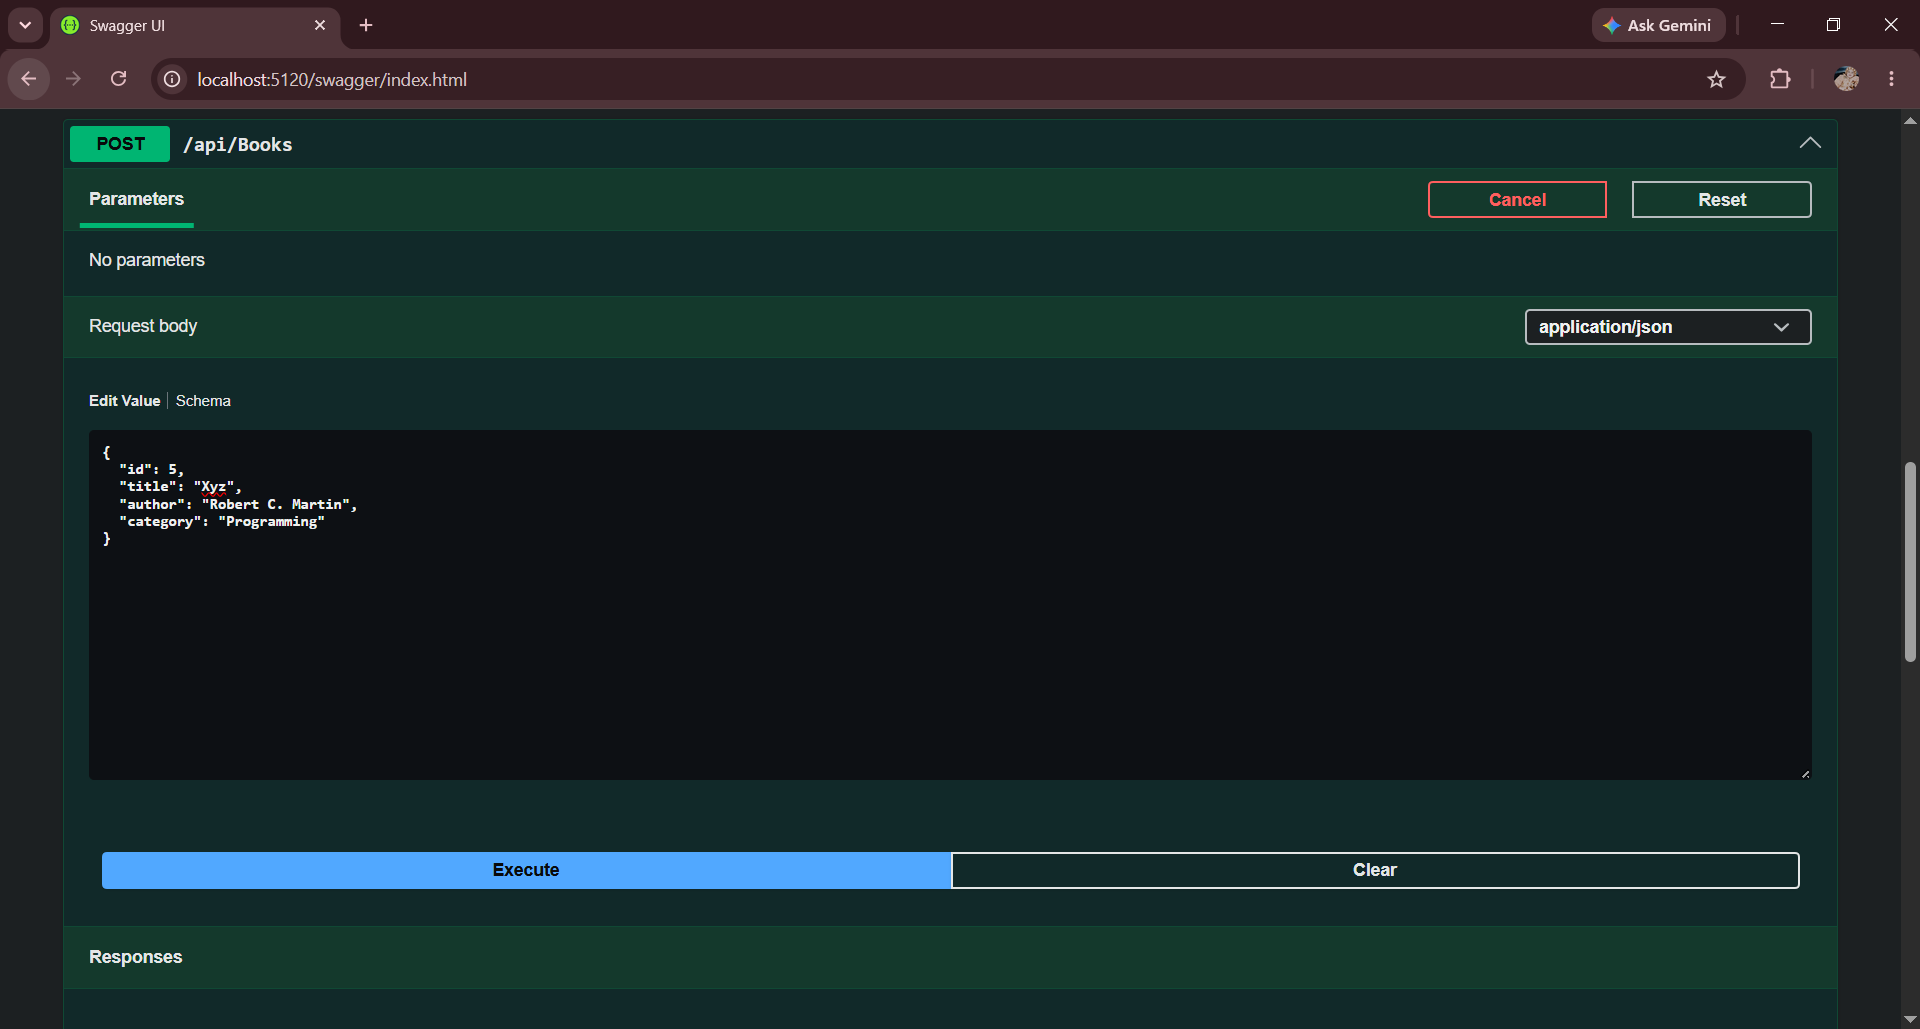 Swagger UI
Ask Gemini
localhost:5120/swagger/index.html
POST /api/Books
Parameters
Cancel
Reset
No parameters
Request body
application/json
Edit Value | Schema
{
  "id": 5,
  "title": "Xyz",
  "author": "Robert C. Martin",
  "category": "Programming"
}
Execute
Clear
Responses